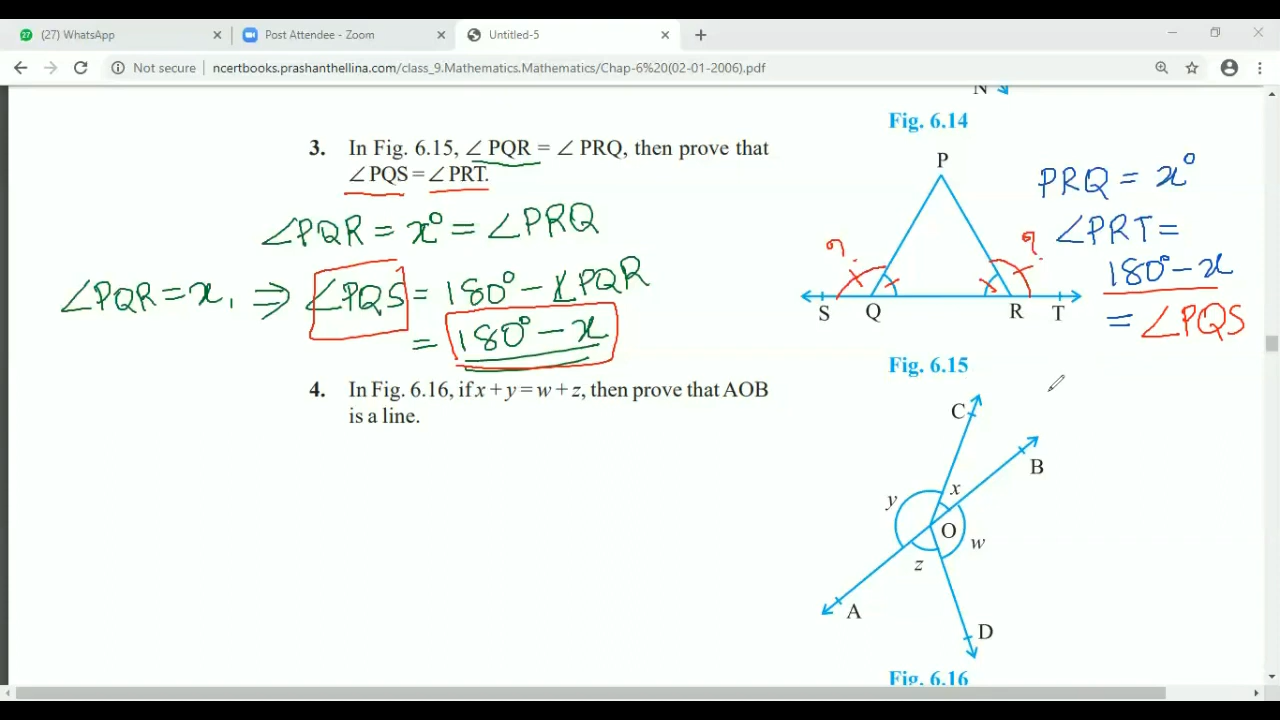 (27) WhatsApp
Post Attendee - Zoom
Untitled-5
Not secure | ncertbooks.prashanthellina.com/class_9.Mathematics.Mathematics/Chap-6%20(02-01-2006).pdf
N
Fig. 6.14
3. In Fig. 6.15, ∠ PQR = ∠ PRQ, then prove that
∠ PQS = ∠ PRT.
∠PQR = x° = ∠PRQ
∠PQR = x, ⇒ ∠PQS = 180° - ∠PQR
= 180° - x
P
S Q R T
? ?
PRQ = x°
∠PRT =
180° - x
= ∠PQS
Fig. 6.15
4. In Fig. 6.16, if x + y = w + z, then prove that AOB
is a line.
C
B
x
y
O
w
z
A
D
Fig. 6.16